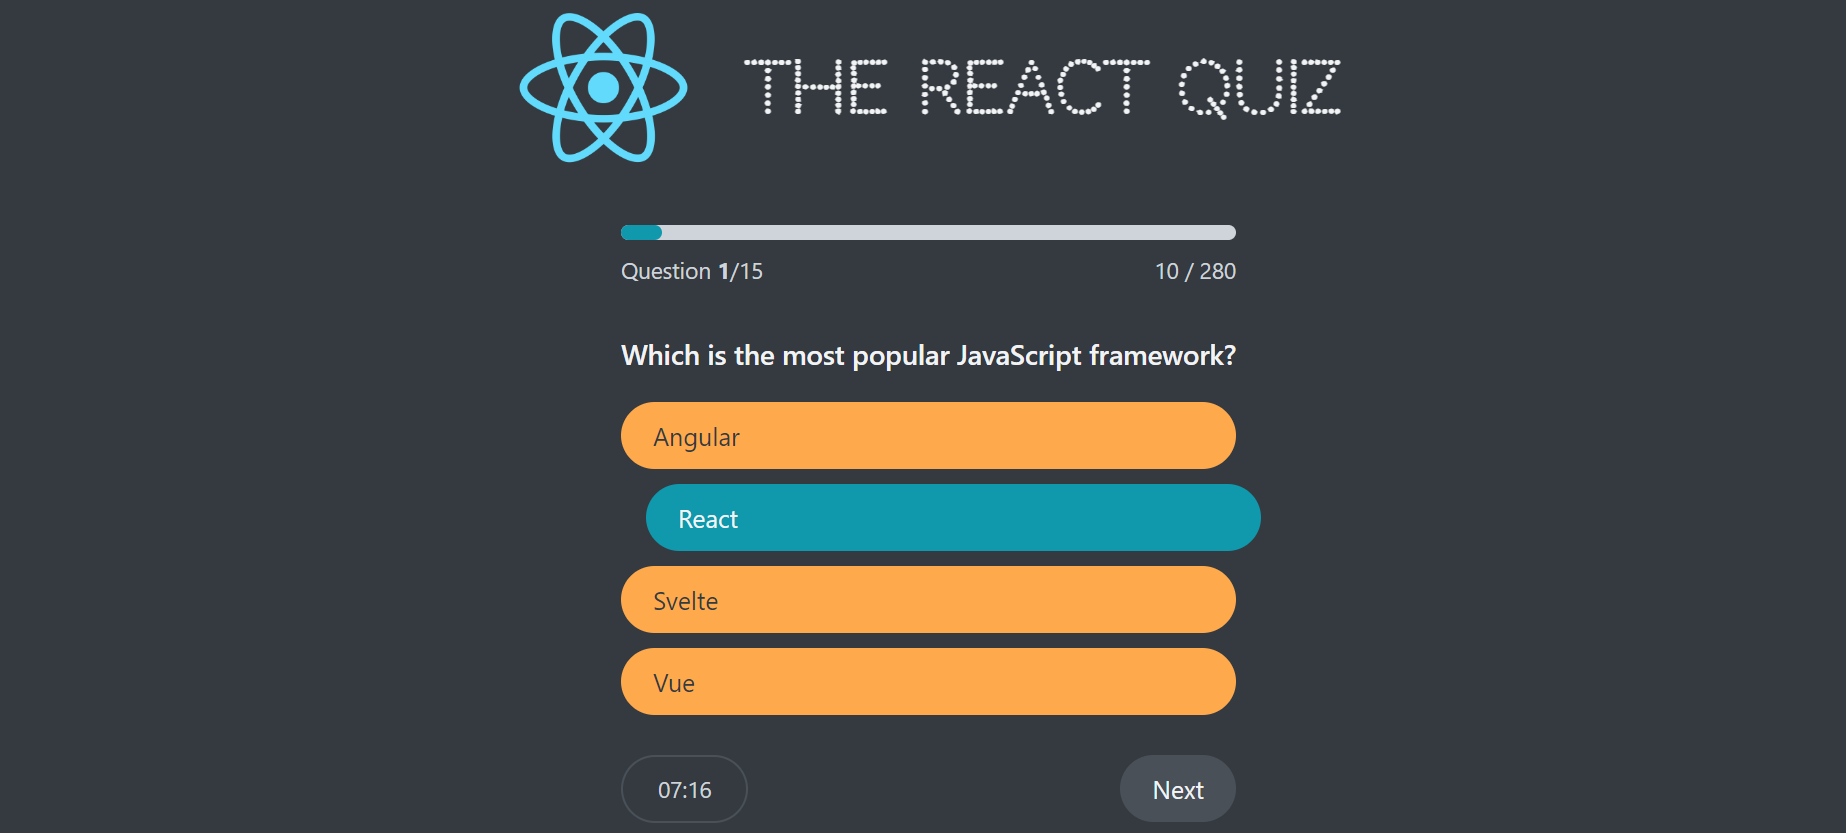 THE REACT QUIZ
Question 1/15
10 / 280
Which is the most popular JavaScript framework?
Angular
React
Svelte
Vue
07:16
Next